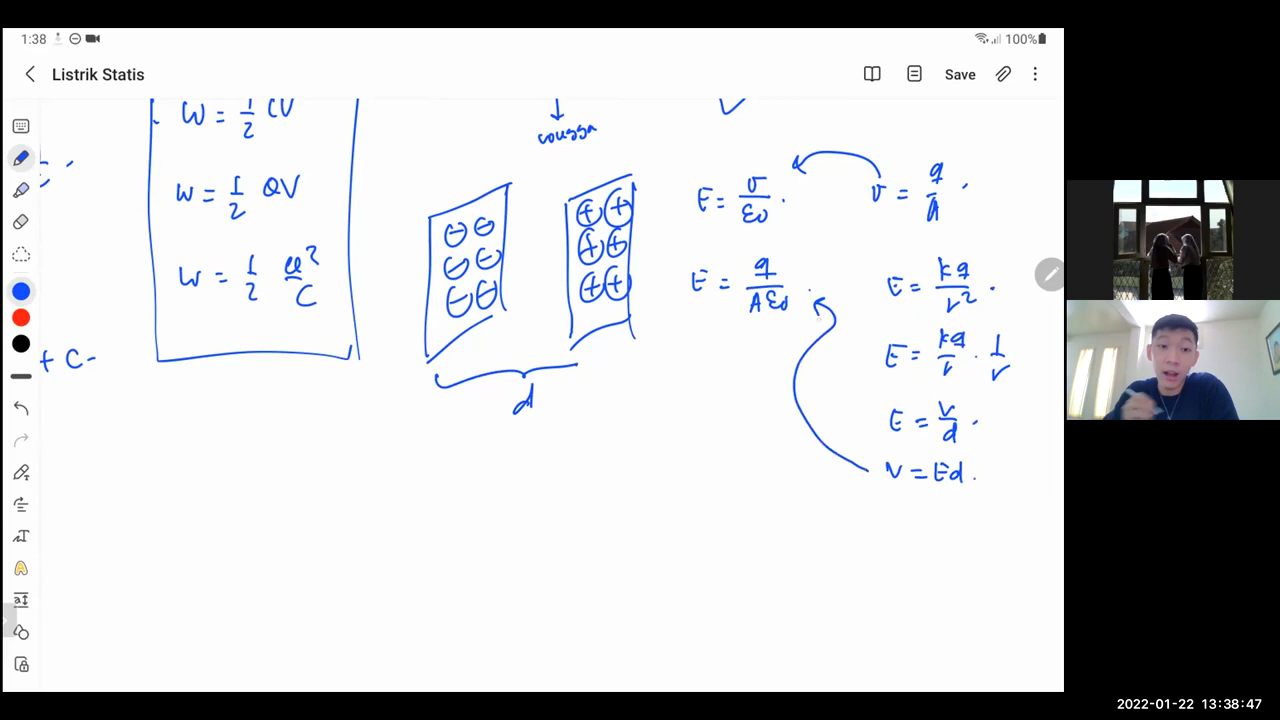 1:38
100%
Listrik Statis
Save
W = 1/2 CV
W = 1/2 QV
W = 1/2 Q²/C
+ C-
d
E = σ/ε0.
σ = q/A.
E = q/Aε0.
E = kq/r².
E = kq/r · 1/r
E = V/d.
V = Ed.
2022-01-22 13:38:47